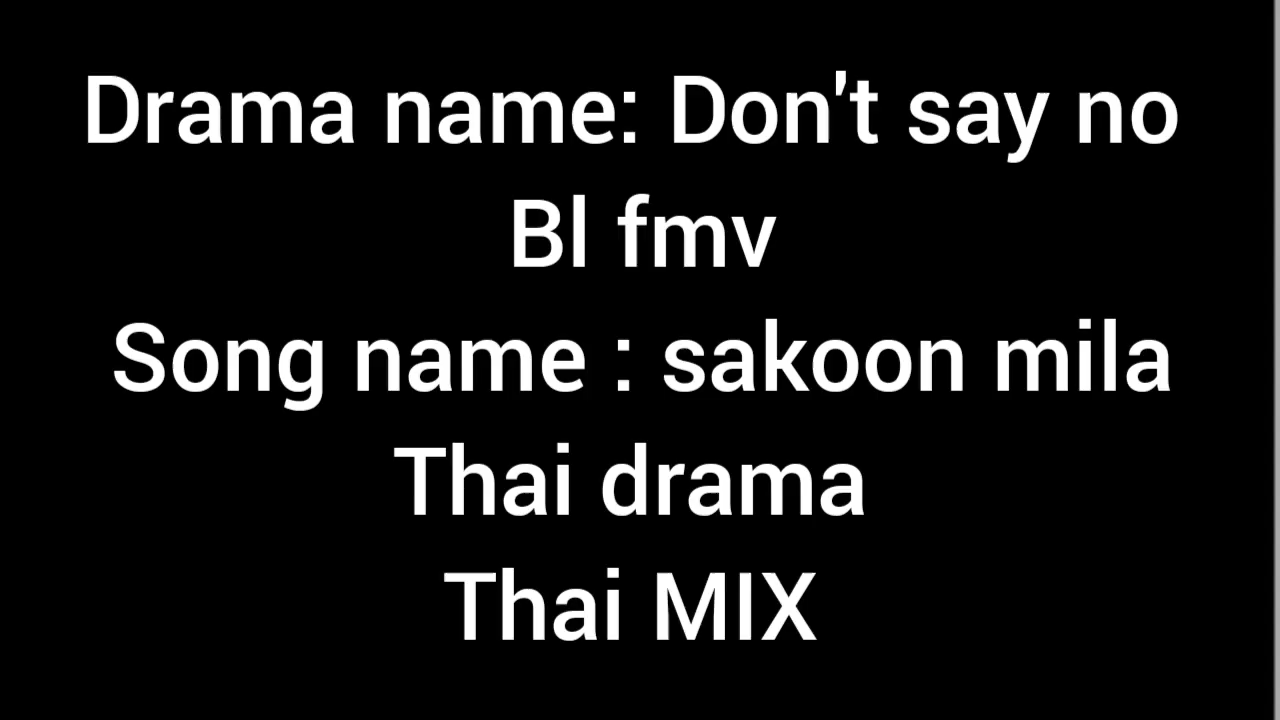 Drama name: Don't say no
Bl fmv
Song name : sakoon mila
Thai drama
Thai MIX